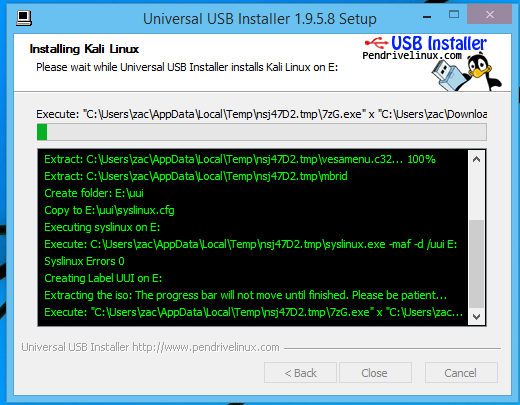 Universal USB Installer 1.9.5.8 Setup
Installing Kali Linux
Please wait while Universal USB Installer installs Kali Linux on E:
USB Installer
Pendrivelinux.com
Execute: "C:\Users\zac\AppData\Local\Temp\nsj47D2.tmp\7zG.exe" x "C:\Users\zac\Downloa
Extract: C:\Users\zac\AppData\Local\Temp\nsj47D2.tmp\vesamenu.c32... 100%
Extract: C:\Users\zac\AppData\Local\Temp\nsj47D2.tmp\mbrid
Create folder: E:\uui
Copy to E:\uui\syslinux.cfg
Executing syslinux on E:
Execute: C:\Users\zac\AppData\Local\Temp\nsj47D2.tmp\syslinux.exe -maf -d /uui E:
Syslinux Errors 0
Creating Label UUI on E:
Extracting the iso: The progress bar will not move until finished. Please be patient...
Execute: "C:\Users\zac\AppData\Local\Temp\nsj47D2.tmp\7zG.exe" x "C:\Users\zac...
Universal USB Installer http://www.pendrivelinux.com
< Back
Close
Cancel